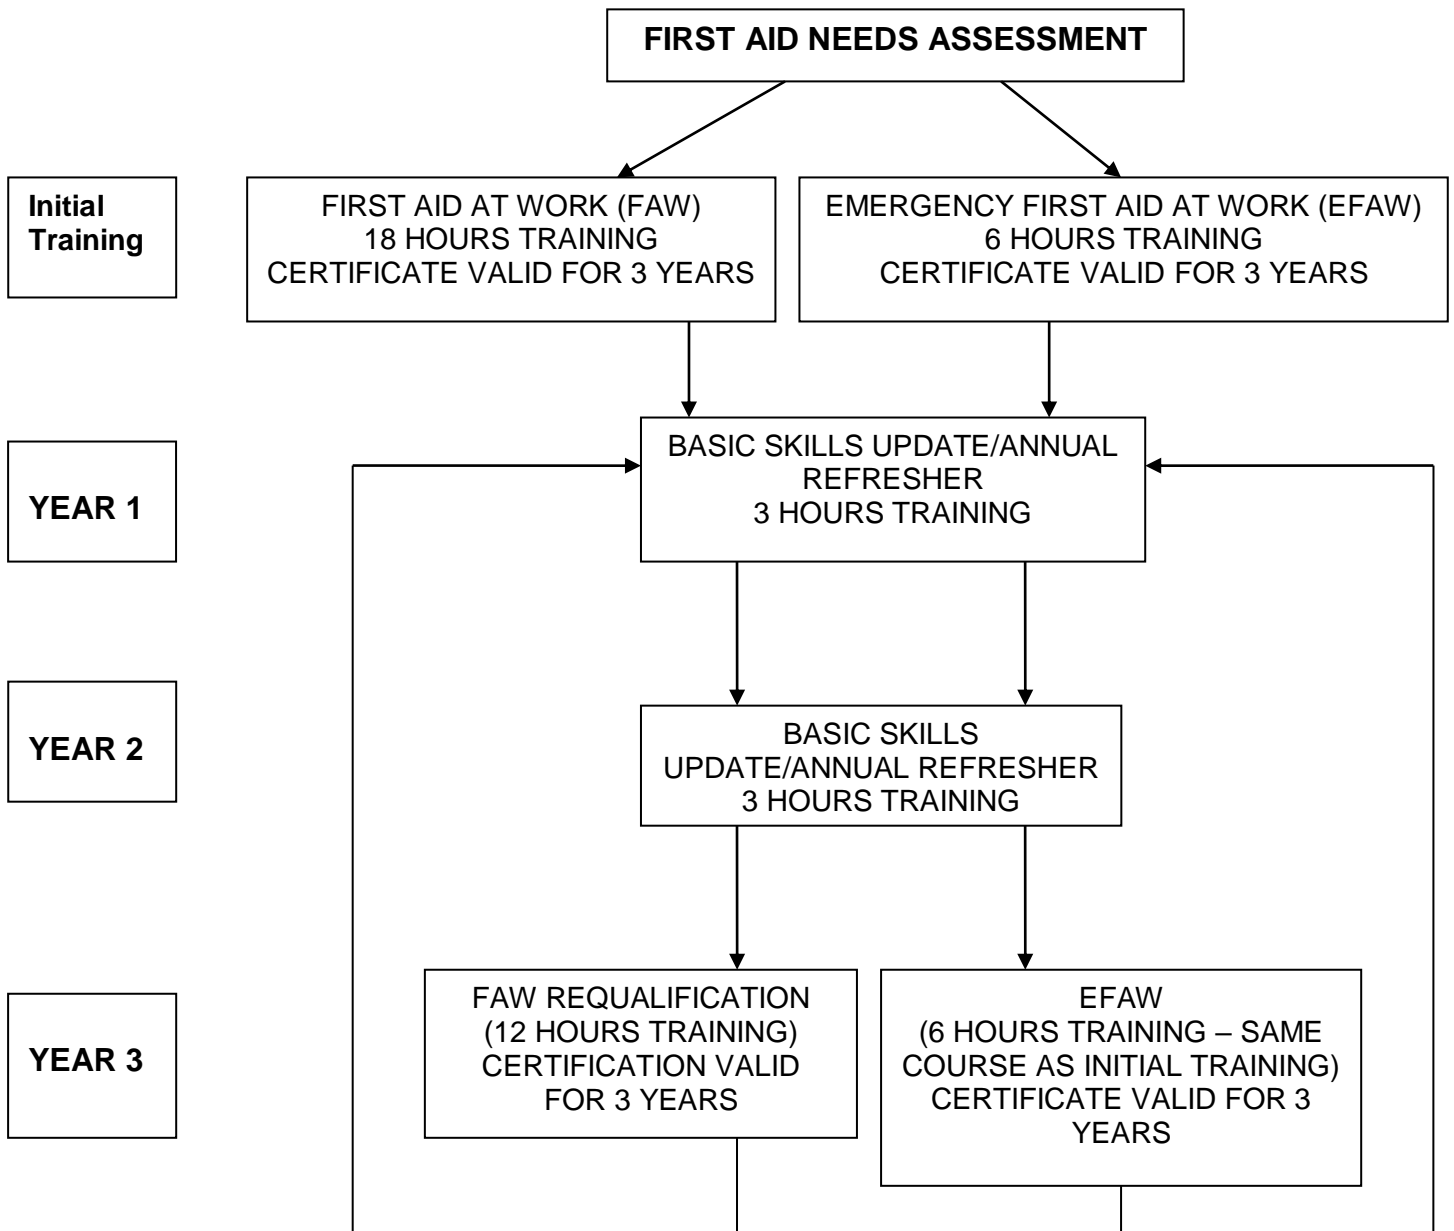 FIRST AID NEEDS ASSESSMENT
Initial
Training
FIRST AID AT WORK (FAW)
18 HOURS TRAINING
CERTIFICATE VALID FOR 3 YEARS
EMERGENCY FIRST AID AT WORK (EFAW)
6 HOURS TRAINING
CERTIFICATE VALID FOR 3 YEARS
YEAR 1
BASIC SKILLS UPDATE/ANNUAL
REFRESHER
3 HOURS TRAINING
YEAR 2
BASIC SKILLS
UPDATE/ANNUAL REFRESHER
3 HOURS TRAINING
YEAR 3
FAW REQUALIFICATION
(12 HOURS TRAINING)
CERTIFICATION VALID
FOR 3 YEARS
EFAW
(6 HOURS TRAINING – SAME
COURSE AS INITIAL TRAINING)
CERTIFICATE VALID FOR 3
YEARS